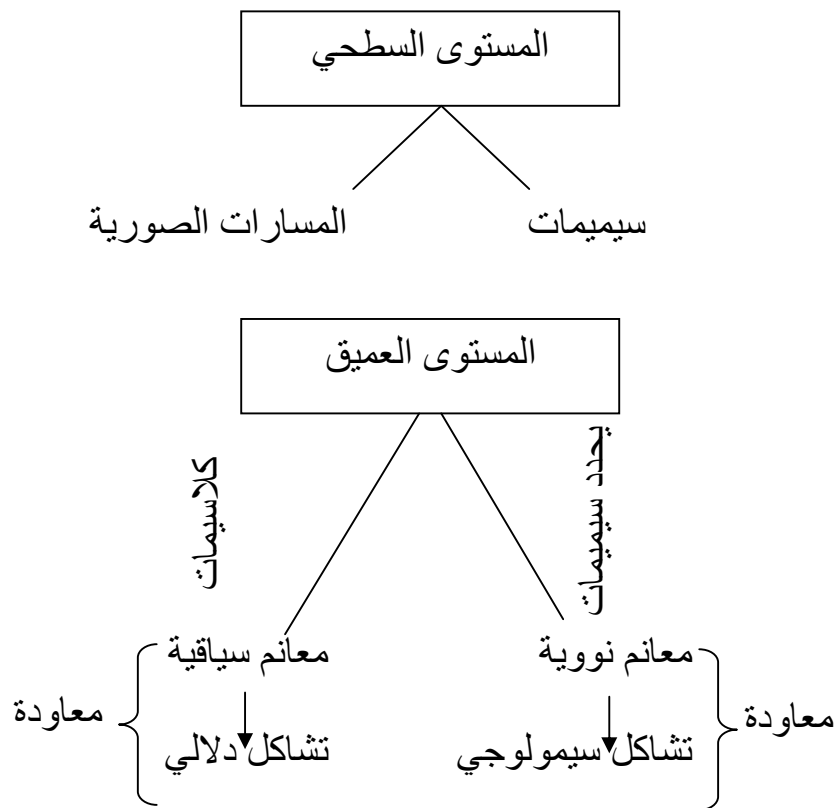 المستوى السطحي
سيميمات
المسارات الصورية
المستوى العميق
يحدد سيميمات
كلاسيمات
معانم نووية
معانم سياقية
معاودة
معاودة
تشاكل سيمولوجي
تشاكل دلالي